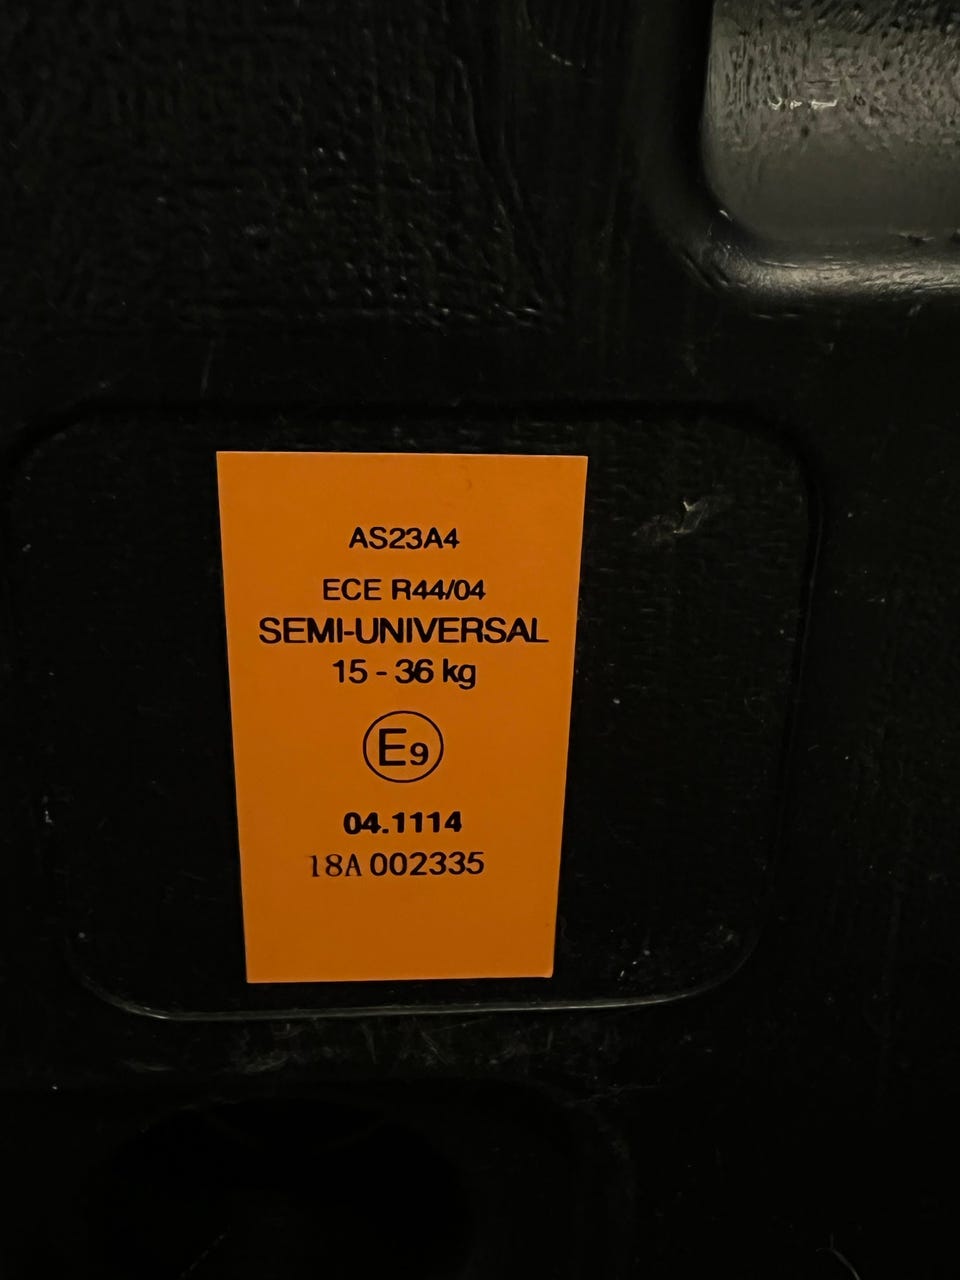 AS23A4
ECE R44/04
SEMI-UNIVERSAL
15 - 36 kg
E9
04.1114
18A 002335